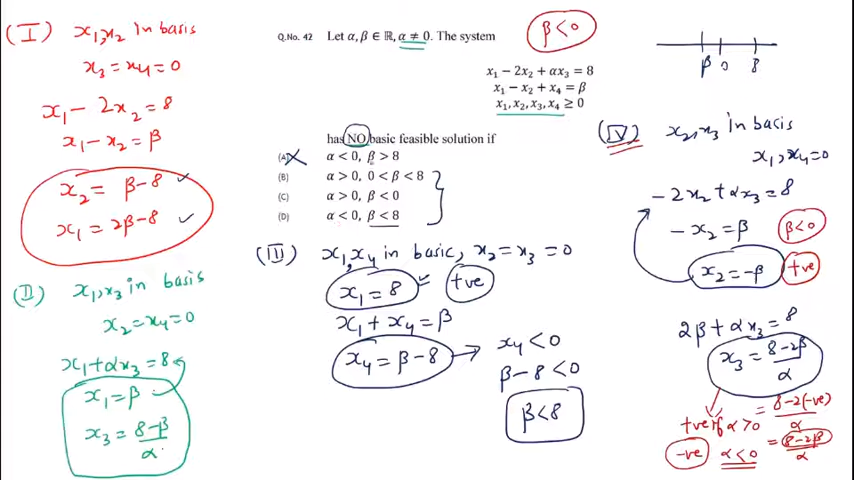 (I) x₁,x₂ in basis
x₃ = x₄ = 0
x₁ − 2x₂ = 8
x₁ − x₂ = β
x₂ = β−8 ✓
x₁ = 2β−8 ✓
(II) x₁,x₃ in basis
x₂ = x₄ = 0
x₁ + αx₃ = 8
x₁ = β
x₃ = 8−β/α
Q.No. 42 Let α, β ∈ ℝ, α ≠ 0. The system
β<0
x₁ − 2x₂ + αx₃ = 8
x₁ − x₂ + x₄ = β
x₁, x₂, x₃, x₄ ≥ 0
has NO basic feasible solution if
(A) α < 0, β > 8
(B) α > 0, 0 < β < 8
(C) α > 0, β < 0
(D) α < 0, β < 8
(III) x₁,x₄ in basic, x₂ = x₃ = 0
x₁ = 8 ✓ +ve
x₁ + x₄ = β
x₄ = β−8 → x₄ < 0
β−8 < 0
β<8
β 0 8
(IV) x₂,x₃ in basis
x₁,x₄=0
−2x₂ + αx₃ = 8
−x₂ = β β<0
x₂ = −β +ve
2β + αx₃ = 8
x₃ = 8−2β/α
+ve if α>0 = 8−2(−ve)/α
−ve α<0 = 8−2β/α